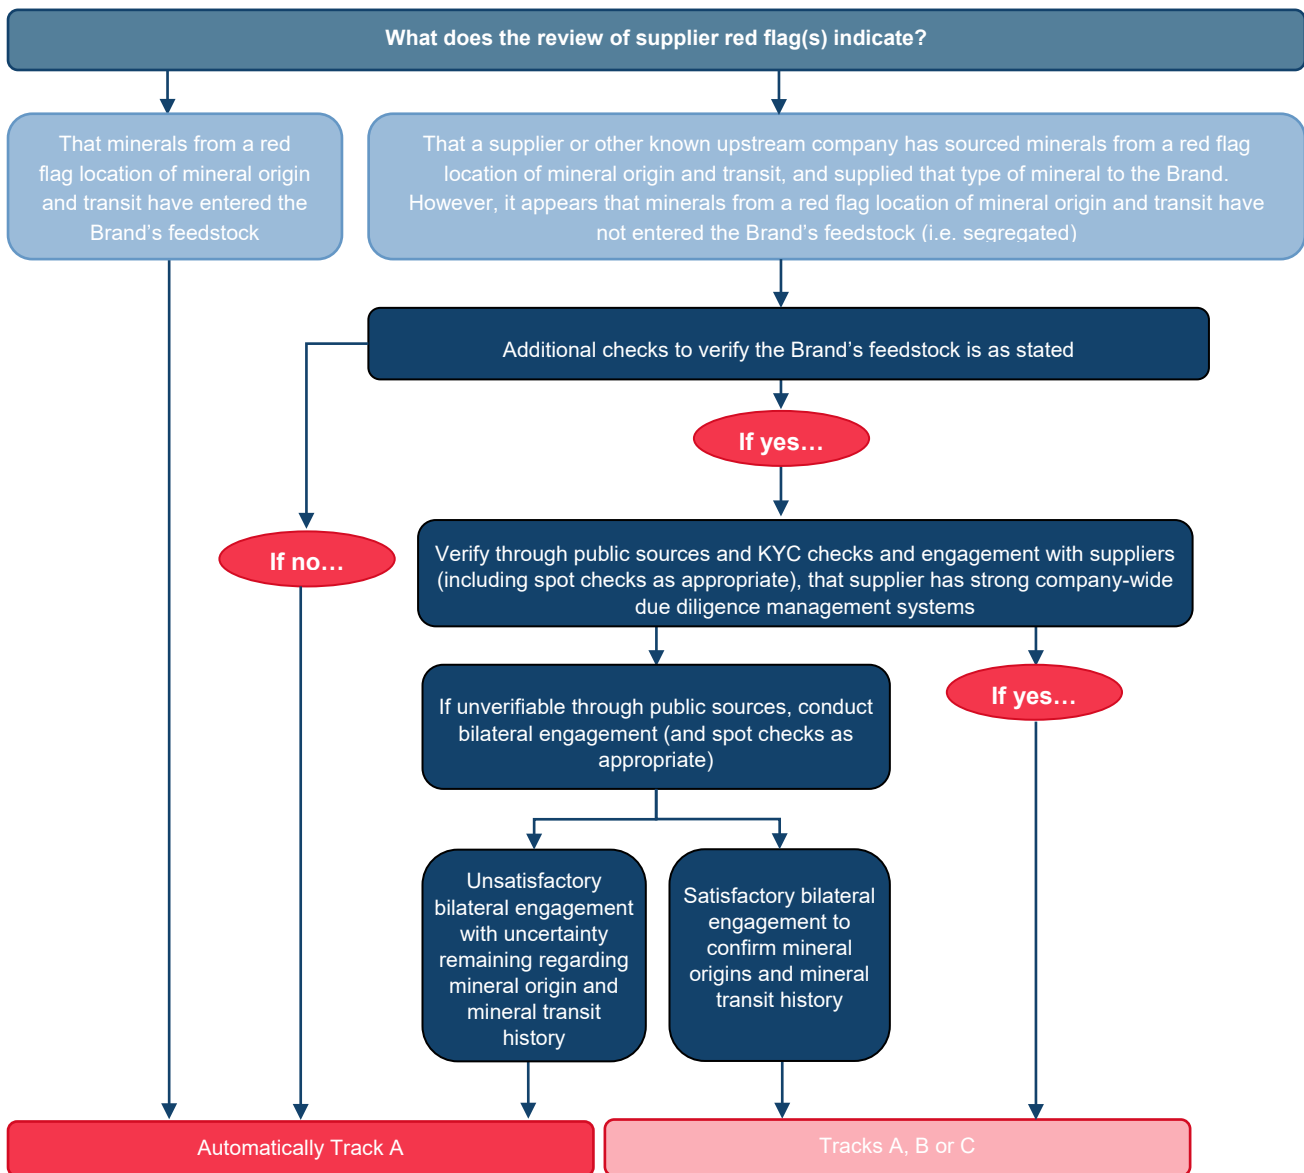 What does the review of supplier red flag(s) indicate?
That minerals from a red
flag location of mineral origin
and transit have entered the
Brand’s feedstock
That a supplier or other known upstream company has sourced minerals from a red flag
location of mineral origin and transit, and supplied that type of mineral to the Brand.
However, it appears that minerals from a red flag location of mineral origin and transit have
not entered the Brand’s feedstock (i.e. segregated)
Additional checks to verify the Brand’s feedstock is as stated
If yes…
If no…
Verify through public sources and KYC checks and engagement with suppliers
(including spot checks as appropriate), that supplier has strong company-wide
due diligence management systems
If unverifiable through public sources, conduct
bilateral engagement (and spot checks as
appropriate)
If yes…
Unsatisfactory
bilateral engagement
with uncertainty
remaining regarding
mineral origin and
mineral transit
history
Satisfactory bilateral
engagement to
confirm mineral
origins and mineral
transit history
Automatically Track A
Tracks A, B or C